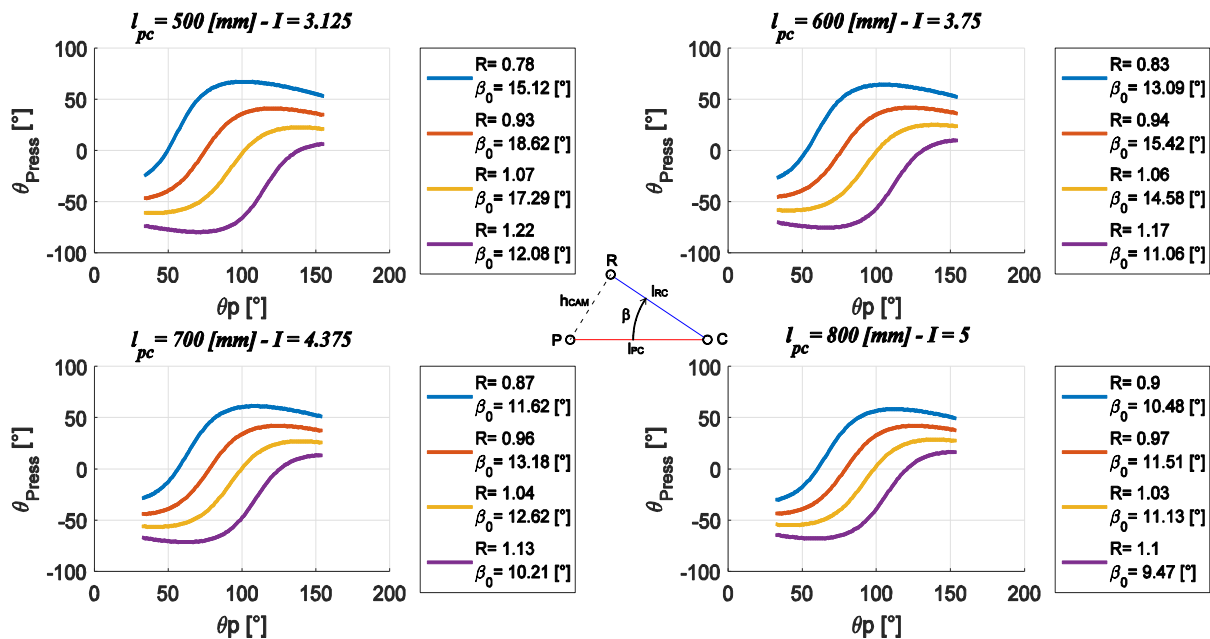 l_pc = 500 [mm] - I = 3.125
100
50
0
-50
-100
θ_Press [°]
0
50
100
150
200
θp [°]
R= 0.78
β_0= 15.12 [°]
R= 0.93
β_0= 18.62 [°]
R= 1.07
β_0= 17.29 [°]
R= 1.22
β_0= 12.08 [°]
l_pc = 600 [mm] - I = 3.75
100
50
0
-50
-100
θ_Press [°]
0
50
100
150
200
θp [°]
R= 0.83
β_0= 13.09 [°]
R= 0.94
β_0= 15.42 [°]
R= 1.06
β_0= 14.58 [°]
R= 1.17
β_0= 11.06 [°]
R
h_CAM
l_RC
β
P
C
l_PC
l_pc = 700 [mm] - I = 4.375
100
50
0
-50
-100
θ_Press [°]
0
50
100
150
200
θp [°]
R= 0.87
β_0= 11.62 [°]
R= 0.96
β_0= 13.18 [°]
R= 1.04
β_0= 12.62 [°]
R= 1.13
β_0= 10.21 [°]
l_pc = 800 [mm] - I = 5
100
50
0
-50
-100
θ_Press [°]
0
50
100
150
200
θp [°]
R= 0.9
β_0= 10.48 [°]
R= 0.97
β_0= 11.51 [°]
R= 1.03
β_0= 11.13 [°]
R= 1.1
β_0= 9.47 [°]